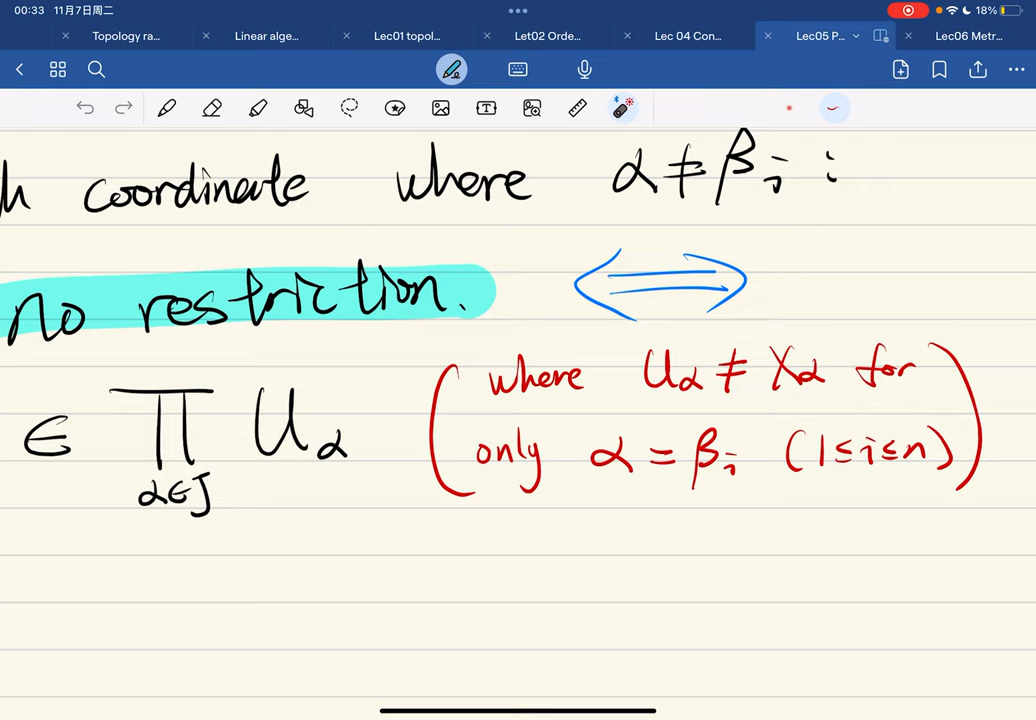 00:33 11月7日周二
18%
Topology ra... Linear alge... Lec01 topol... Let02 Orde... Lec 04 Con... Lec05 P... Lec06 Metr...
coordinate where α ≠ βi :
no restriction. ⟺
∈ ∏ Uα
α∈J
(where Uα ≠ Xα for
only α = βi (1≤i≤n))